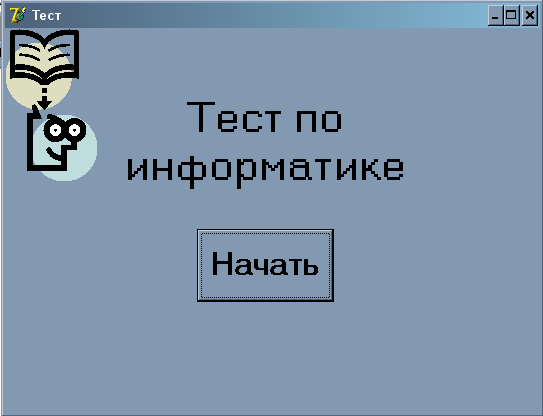 Тест
Тест по
информатике
Начать